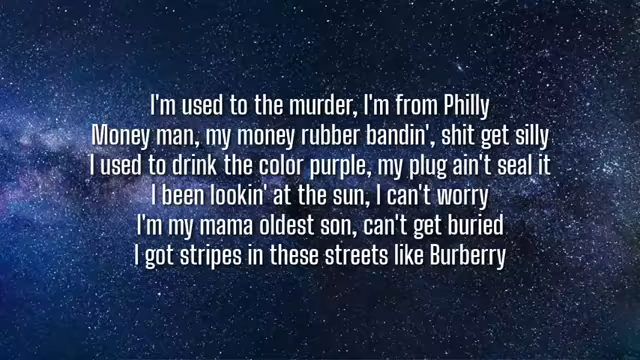 I'm used to the murder, I'm from Philly
Money man, my money rubber bandin', shit get silly
I used to drink the color purple, my plug ain't seal it
I been lookin' at the sun, I can't worry
I'm my mama oldest son, can't get buried
I got stripes in these streets like Burberry